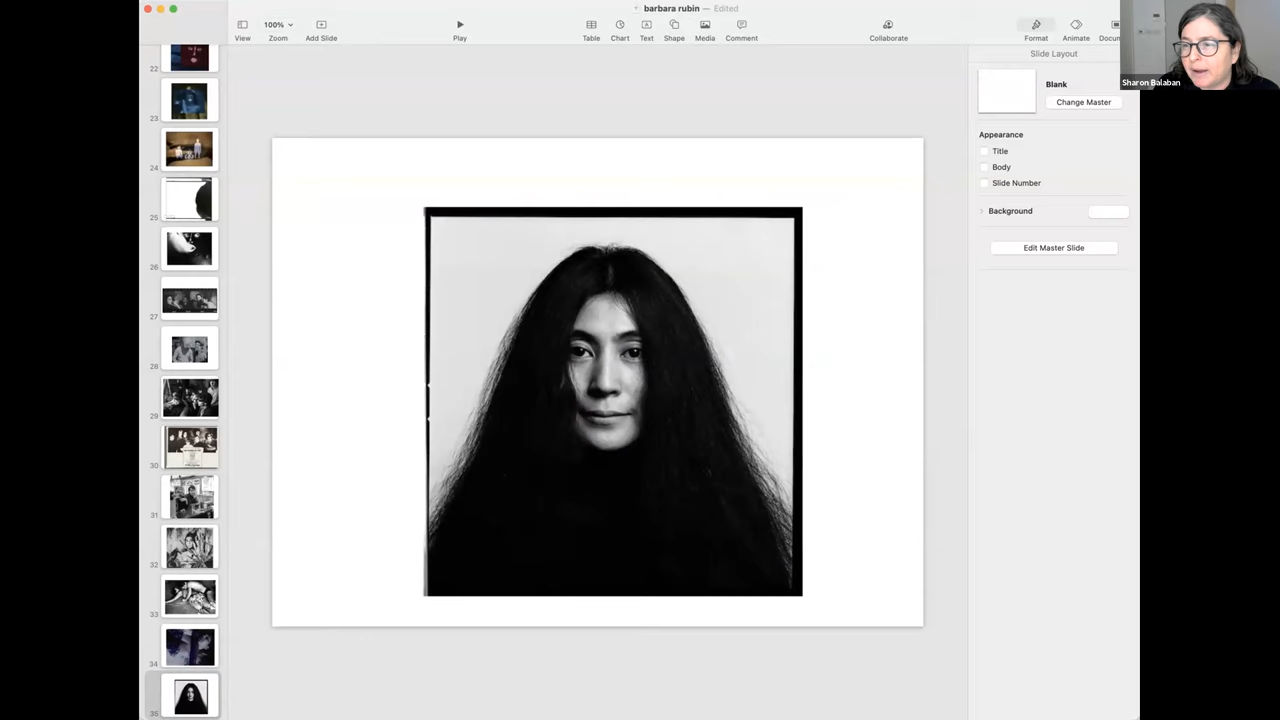 barbara rubin — Edited
View
100%
Zoom
Add Slide
Play
Table
Chart
Text
Shape
Media
Comment
Collaborate
Format
Animate
Docum
Sharon Balaban
Slide Layout
Blank
Change Master
Appearance
Title
Body
Slide Number
Background
Edit Master Slide
22
23
24
25
26
27
28
29
30
31
32
33
34
35